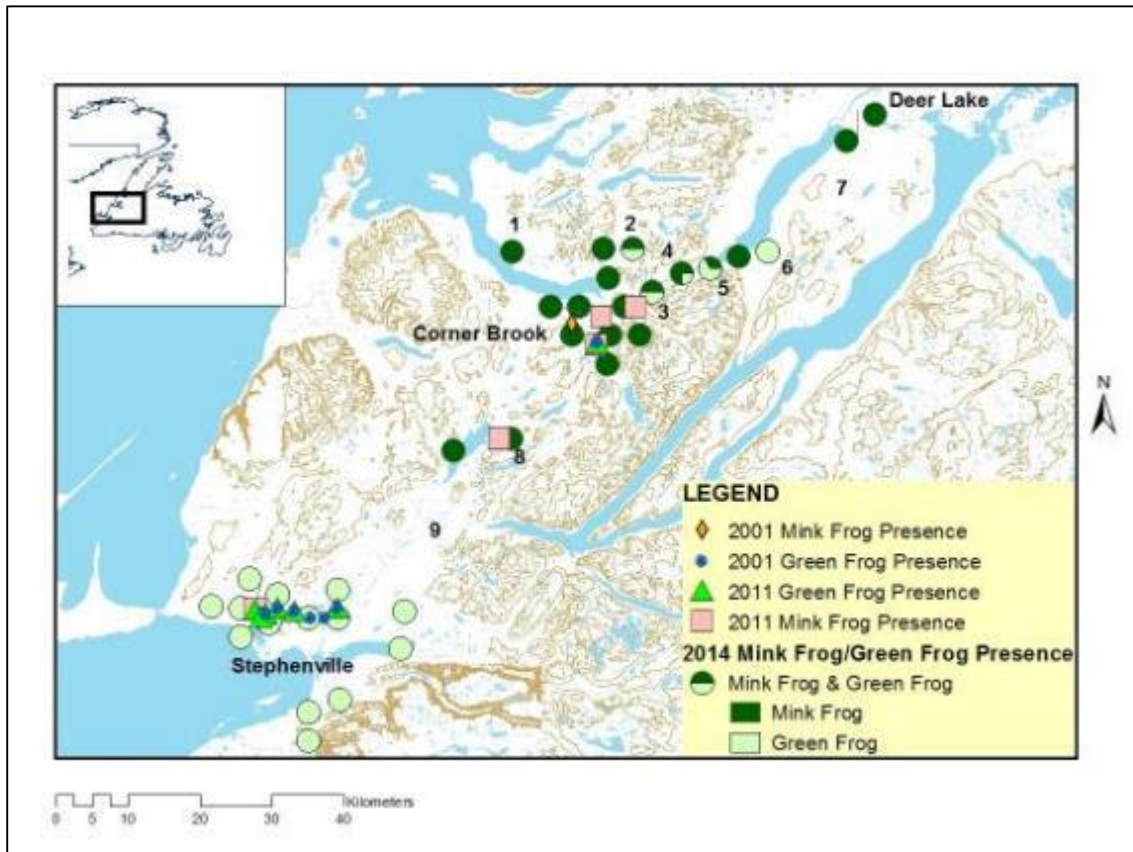 Deer Lake
7
1
2
4
6
5
3
Corner Brook
N
8
9
Stephenville
LEGEND
2001 Mink Frog Presence
2001 Green Frog Presence
2011 Green Frog Presence
2011 Mink Frog Presence
2014 Mink Frog/Green Frog Presence
Mink Frog & Green Frog
Mink Frog
Green Frog
Kilometers
0 5 10 20 30 40